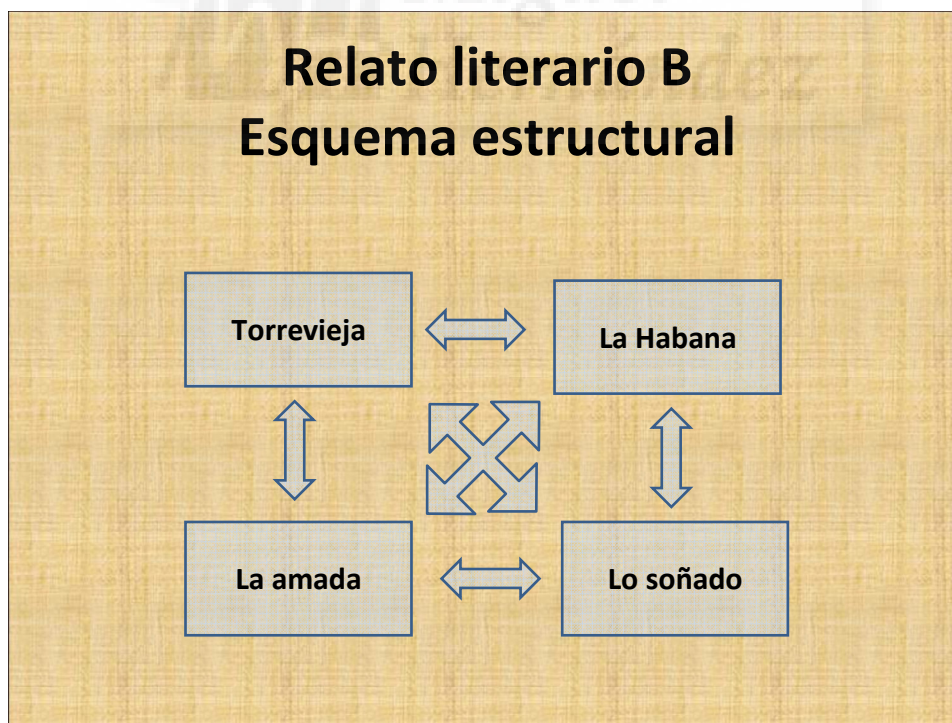 Relato literario B
Esquema estructural
Torrevieja
La Habana
La amada
Lo soñado